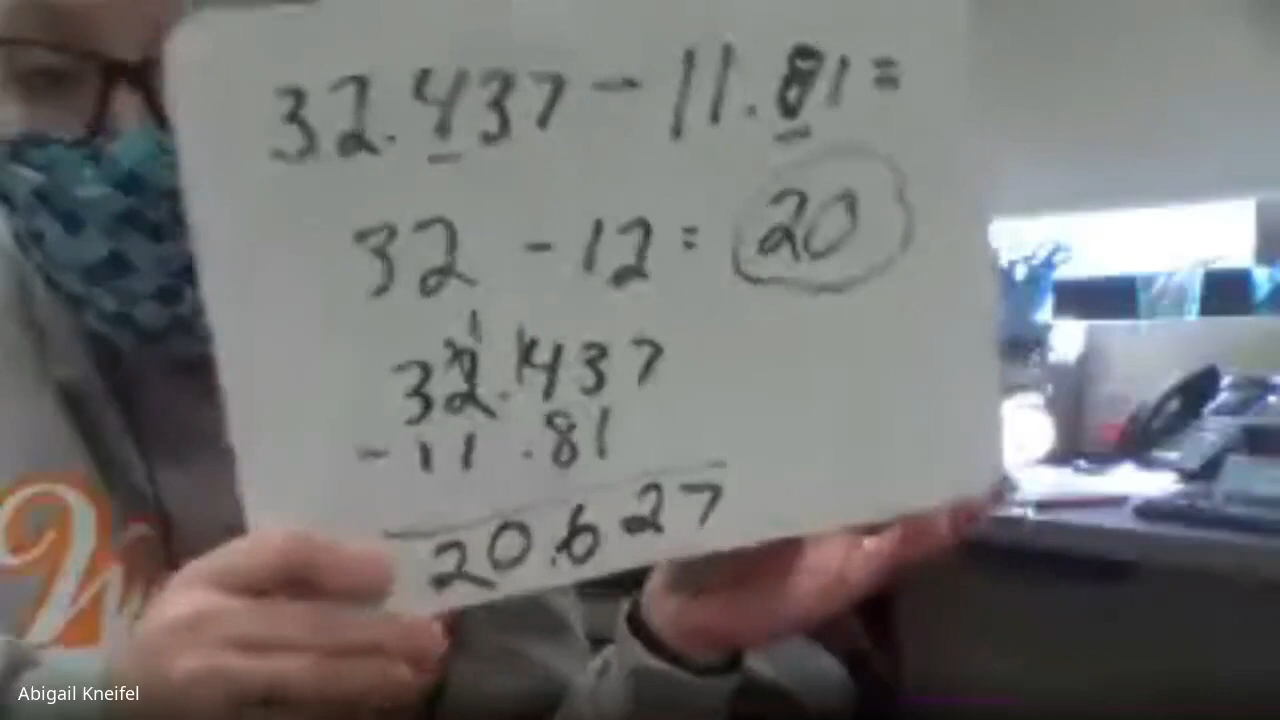 32.437 - 11.81 =
32 - 12 = 20
32.437
- 11.81
20.627
Abigail Kneifel